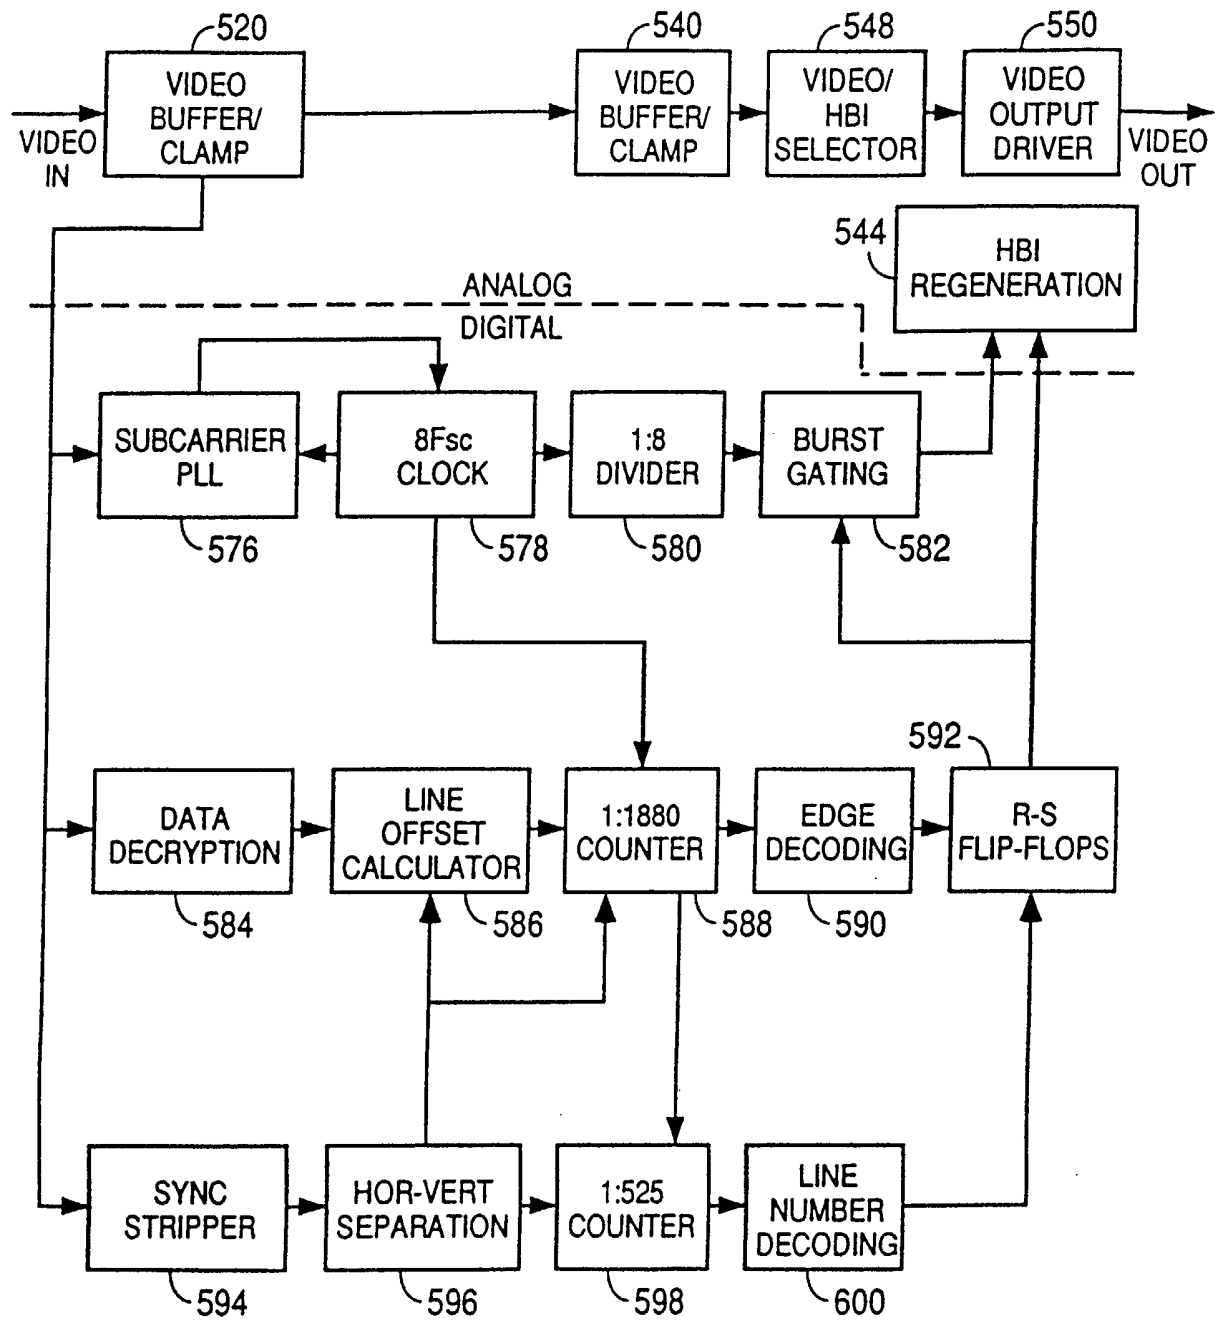 520
540
548
550
VIDEO
BUFFER/
CLAMP
VIDEO
BUFFER/
CLAMP
VIDEO/
HBI
SELECTOR
VIDEO
OUTPUT
DRIVER
VIDEO
IN
VIDEO
OUT
544
HBI
REGENERATION
ANALOG
DIGITAL
SUBCARRIER
PLL
8Fsc
CLOCK
1:8
DIVIDER
BURST
GATING
576
578
580
582
592
DATA
DECRYPTION
LINE
OFFSET
CALCULATOR
1:1880
COUNTER
EDGE
DECODING
R-S
FLIP-FLOPS
584
586
588
590
SYNC
STRIPPER
HOR-VERT
SEPARATION
1:525
COUNTER
LINE
NUMBER
DECODING
594
596
598
600